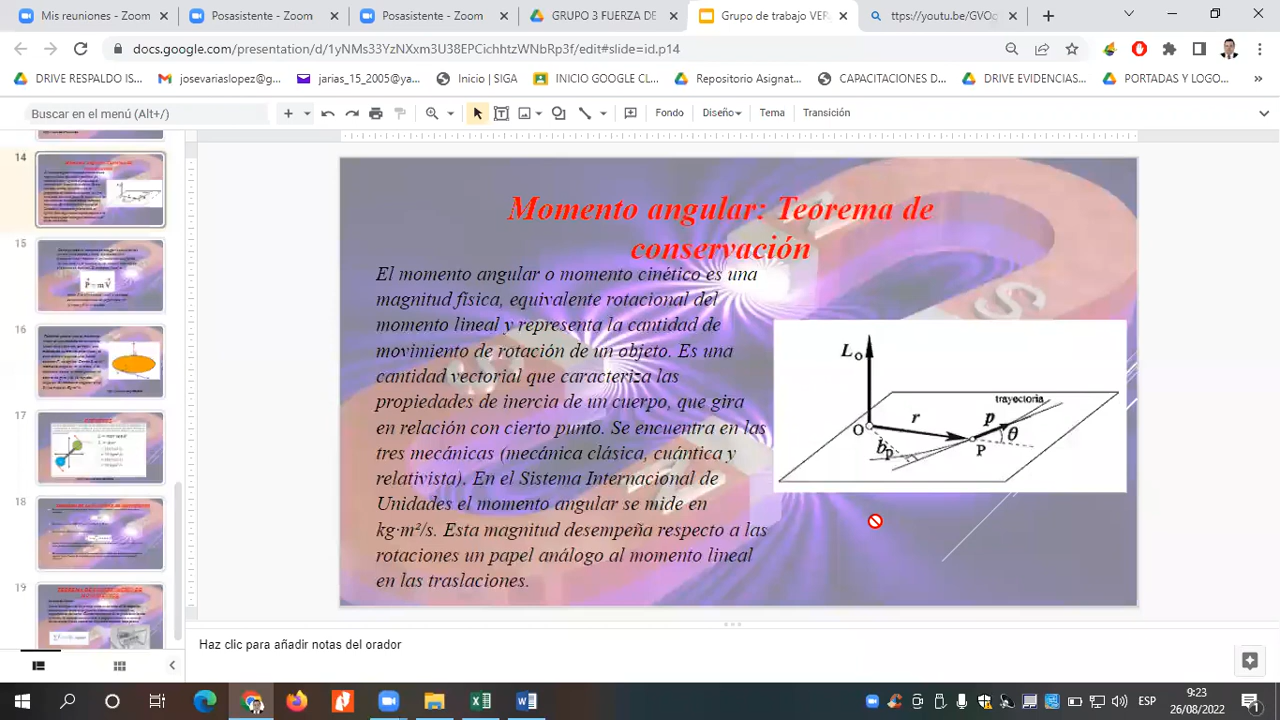 Mis reuniones - Zoom
Posasistente - Zoom
Posasistente - Zoom
GRUPO 3 FUERZA DE
Grupo de trabajo VER
ttps://youtu.be/GVOq
docs.google.com/presentation/d/1yNMs33YzNXxm3U38EPCichhtzWNbRp3f/edit#slide=id.p14
DRIVE RESPALDO IS...
josevariaslopez@g...
jarias_15_2005@ya...
Inicio | SIGA
INICIO GOOGLE CL...
Repositorio Asignat...
CAPACITACIONES D...
DRIVE EVIDENCIAS...
PORTADAS Y LOGO...
»
Buscar en el menú (Alt+/)
Fondo
Diseño
Tema
Transición
14
15
16
17
18
19
Momento angular- Teorema de
conservación
El momento angular o momento cinético es una
magnitud física, equivalente rotacional del
momento lineal y representa la cantidad de
movimiento de rotación de un objeto. Es una
cantidad vectorial que caracteriza las
propiedades de inercia de un cuerpo, que gira
en relación con cierto punto. Se encuentra en las
tres mecánicas (mecánica clásica, cuántica y
relativista). En el Sistema Internacional de
Unidades el momento angular se mide en
kg·m²/s. Esta magnitud desempeña respecto a las
rotaciones un papel análogo al momento lineal
en las traslaciones.
Lo
trayectoria
r
p
θ
O
bp
P
Haz clic para añadir notas del orador
ESP
9:23
26/08/2022